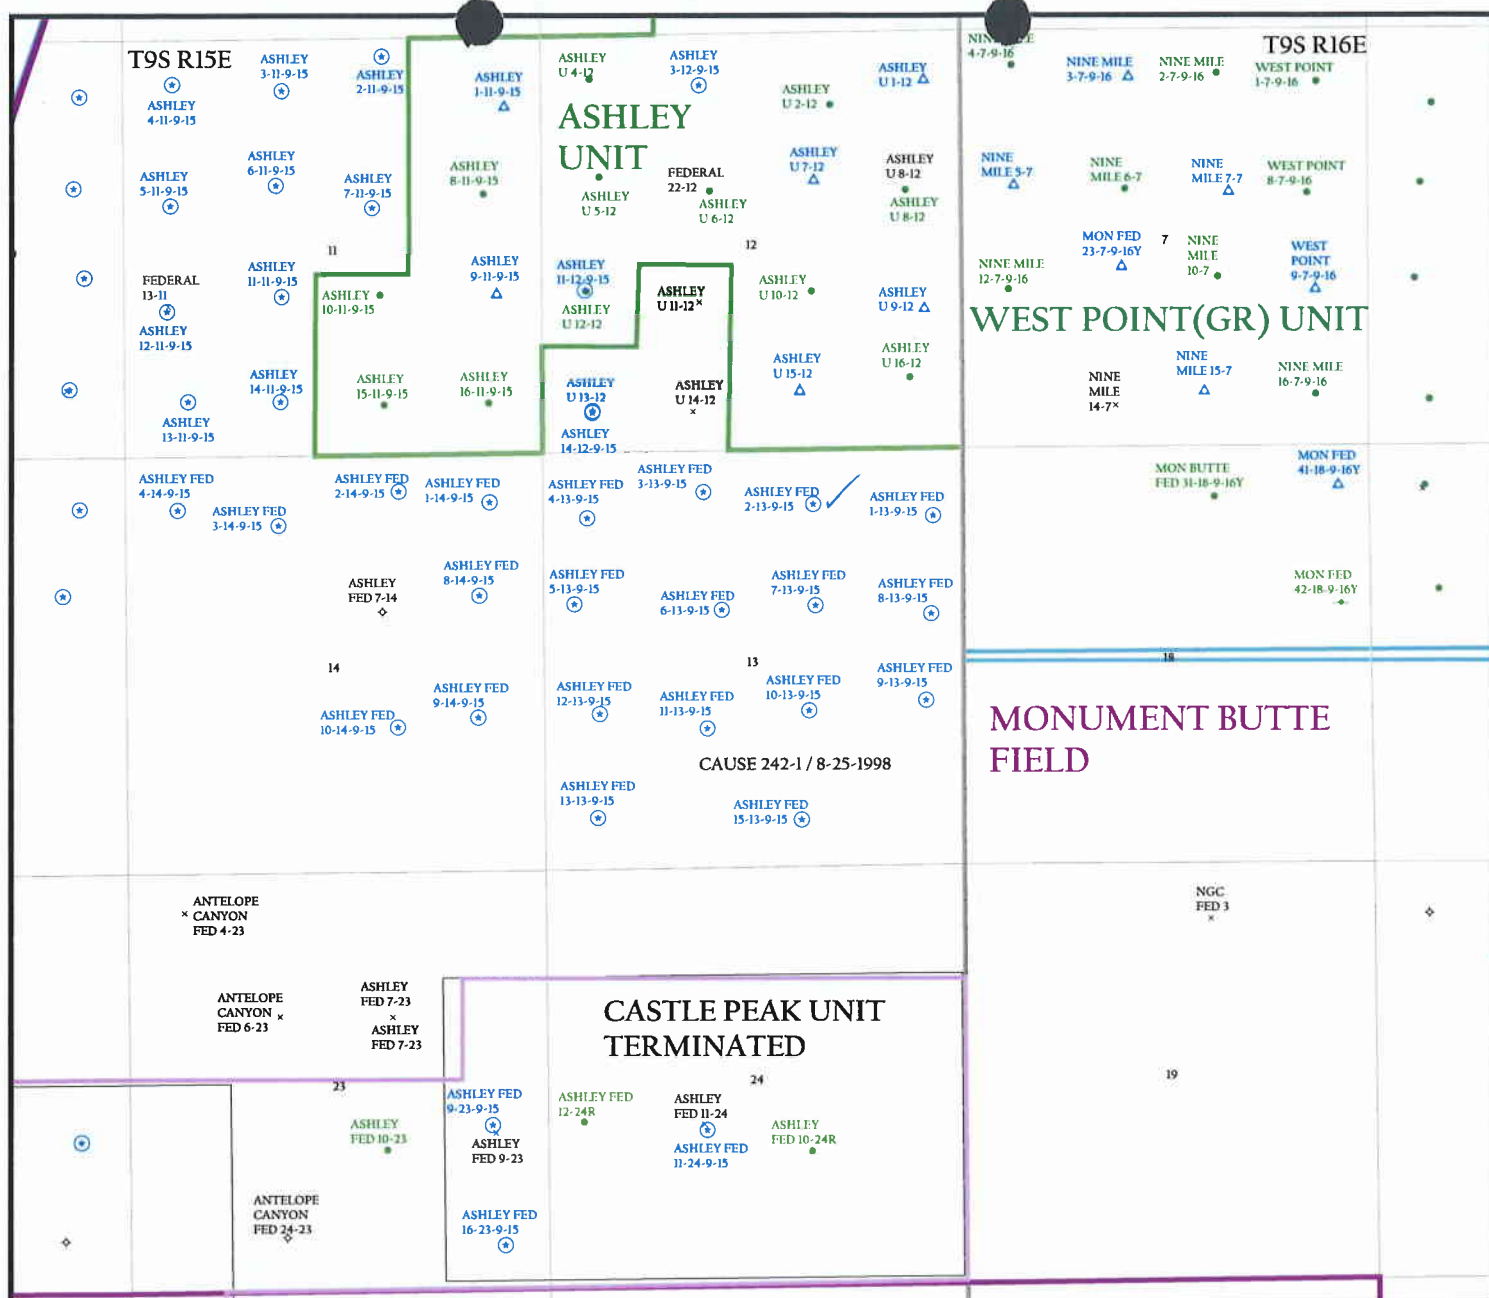 T9S R15E
ASHLEY
3-11-9-15
ASHLEY
2-11-9-15
ASHLEY
4-11-9-15
ASHLEY
1-11-9-15
ASHLEY
U 4-12
ASHLEY
3-12-9-15
ASHLEY
U 2-12
ASHLEY
U 1-12
4-7-9-16
NINE MILE
3-7-9-16
NINE MILE
2-7-9-16
T9S R16E
WEST POINT
1-7-9-16
ASHLEY
UNIT
ASHLEY
5-11-9-15
ASHLEY
6-11-9-15
ASHLEY
7-11-9-15
ASHLEY
8-11-9-15
ASHLEY
U 5-12
FEDERAL
22-12
ASHLEY
U 6-12
ASHLEY
U 7-12
ASHLEY
U 8-12
ASHLEY
U 8-12
NINE
MILE 5-7
NINE
MILE 6-7
NINE
MILE 7-7
WEST POINT
8-7-9-16
11
12
7
FEDERAL
13-11
ASHLEY
12-11-9-15
ASHLEY
11-11-9-15
ASHLEY
10-11-9-15
ASHLEY
9-11-9-15
ASHLEY
11-12-9-15
ASHLEY
U 12-12
ASHLEY
U 11-12
ASHLEY
U 10-12
ASHLEY
U 9-12
NINE MILE
12-7-9-16
MON FED
23-7-9-16Y
NINE
MILE
10-7
WEST
POINT
9-7-9-16
WEST POINT(GR) UNIT
ASHLEY
13-11-9-15
ASHLEY
14-11-9-15
ASHLEY
15-11-9-15
ASHLEY
16-11-9-15
ASHLEY
U 13-12
ASHLEY
14-12-9-15
ASHLEY
U 14-12
ASHLEY
U 15-12
ASHLEY
U 16-12
NINE
MILE
14-7
NINE
MILE 15-7
NINE MILE
16-7-9-16
ASHLEY FED
4-14-9-15
ASHLEY FED
3-14-9-15
ASHLEY FED
2-14-9-15
ASHLEY FED
1-14-9-15
ASHLEY FED
4-13-9-15
ASHLEY FED
3-13-9-15
ASHLEY FED
2-13-9-15
ASHLEY FED
1-13-9-15
MON BUTTE
FED 31-18-9-16Y
MON FED
41-18-9-16Y
ASHLEY
FED 7-14
ASHLEY FED
8-14-9-15
ASHLEY FED
5-13-9-15
ASHLEY FED
6-13-9-15
ASHLEY FED
7-13-9-15
ASHLEY FED
8-13-9-15
MON FED
42-18-9-16Y
14
13
18
ASHLEY FED
10-14-9-15
ASHLEY FED
9-14-9-15
ASHLEY FED
12-13-9-15
ASHLEY FED
11-13-9-15
ASHLEY FED
10-13-9-15
ASHLEY FED
9-13-9-15
MONUMENT BUTTE
FIELD
CAUSE 242-1 / 8-25-1998
ASHLEY FED
13-13-9-15
ASHLEY FED
15-13-9-15
ANTELOPE
CANYON
FED 4-23
NGC
FED 3
ANTELOPE
CANYON
FED 6-23
ASHLEY
FED 7-23
ASHLEY
FED 7-23
CASTLE PEAK UNIT
TERMINATED
23
24
19
ASHLEY
FED 10-23
ASHLEY FED
9-23-9-15
ASHLEY
FED 9-23
ASHLEY FED
12-24R
ASHLEY
FED 11-24
ASHLEY FED
11-24-9-15
ASHLEY
FED 10-24R
ANTELOPE
CANYON
FED 24-23
ASHLEY FED
16-23-9-15